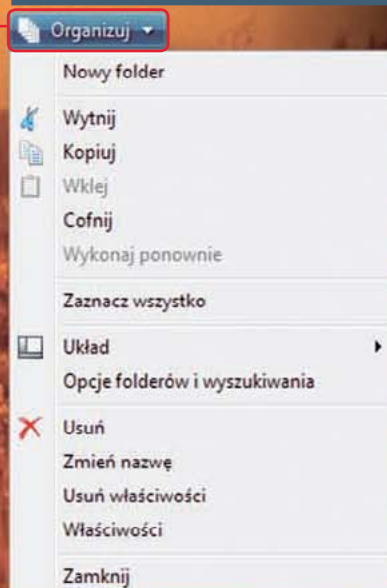 Organizuj
Nowy folder
Wytnij
Kopiuj
Wklej
Cofnij
Wykonaj ponownie
Zaznacz wszystko
Układ
Opcje folderów i wyszukiwania
Usuń
Zmień nazwę
Usuń właściwości
Właściwości
Zamknij